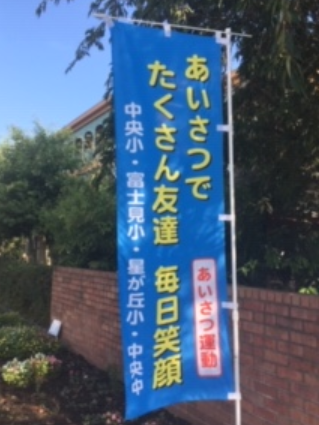 あいさつで
たくさん友達 毎日笑顔
中央小・富士見小・星が丘小・中央中
あいさつ運動